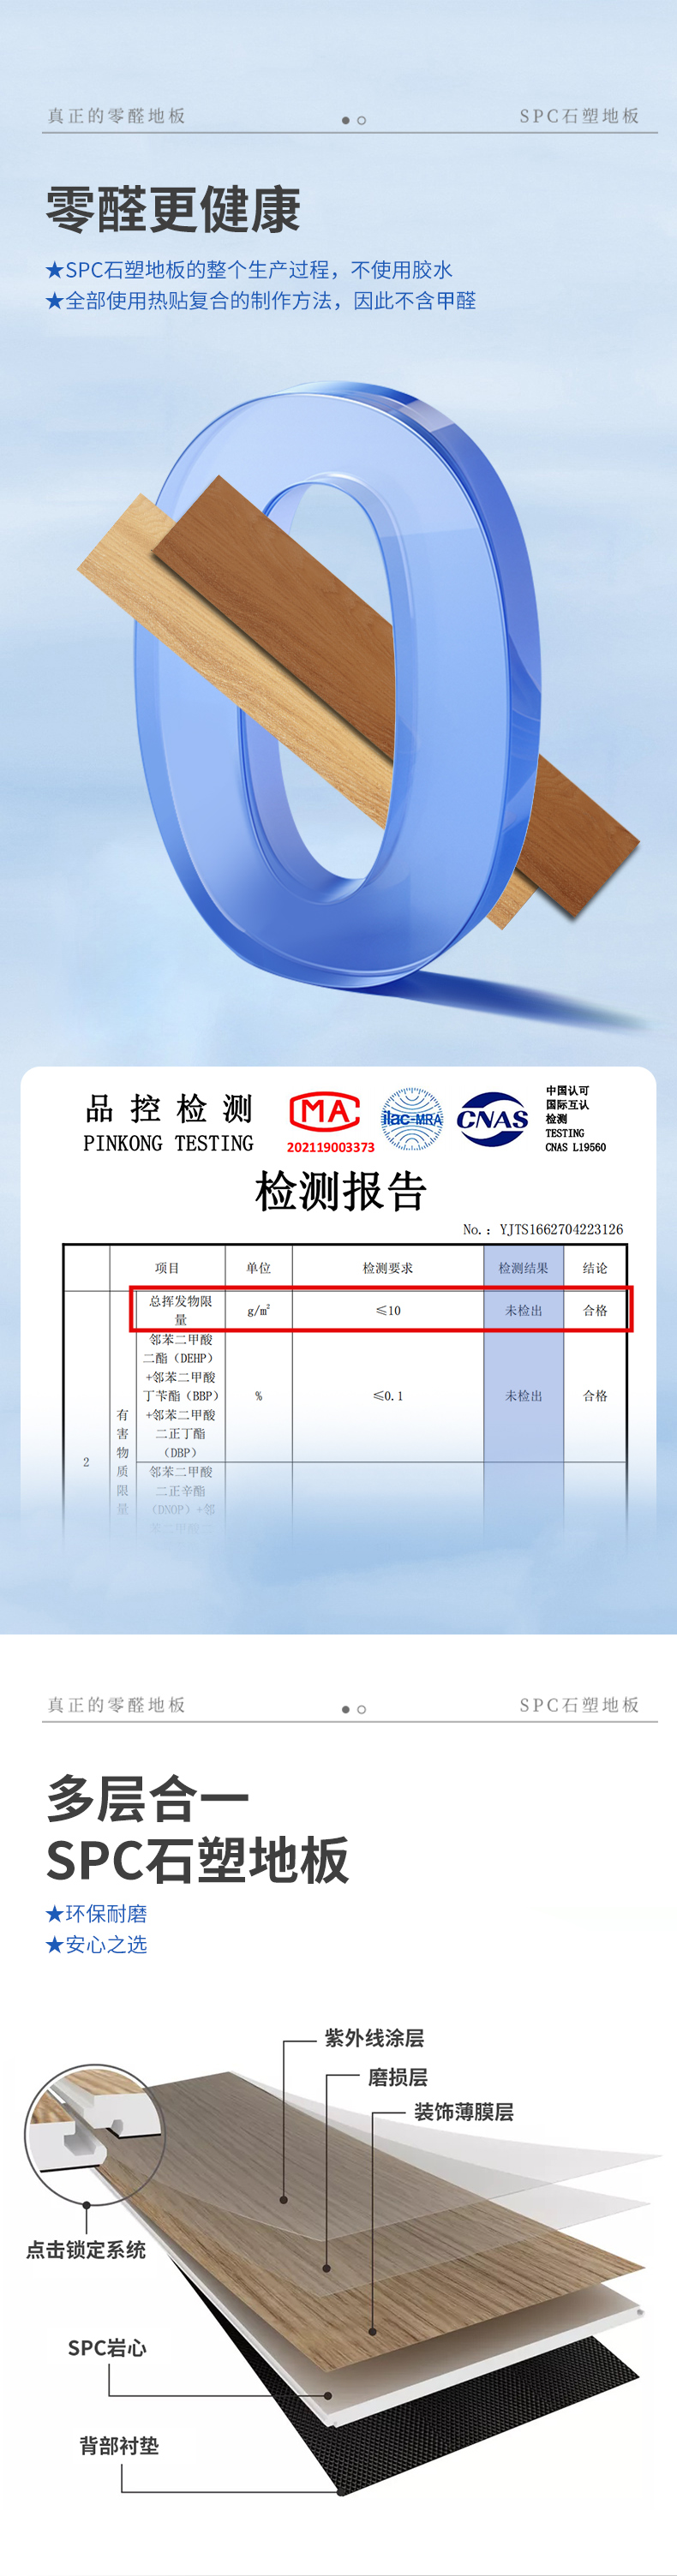 真正的零醛地板
SPC石塑地板
零醛更健康
★SPC石塑地板的整个生产过程，不使用胶水
★全部使用热贴复合的制作方法，因此不含甲醛
品控检测
PINKONG TESTING
MA
202119003373
ilac-MRA
CNAS
中国认可
国际互认
检测
TESTING
CNAS L19560
检测报告
No.：YJTS1662704223126
项目 单位 检测要求 检测结果 结论
总挥发物限
量
g/m²
≤10
未检出
合格
邻苯二甲酸
二酯（DEHP）
+邻苯二甲酸
丁苄酯（BBP）
+邻苯二甲酸
二正丁酯
（DBP）
%
≤0.1
未检出
合格
2
有
害
物
质
限
量
邻苯二甲酸
二正辛酯
（DNOP）+邻
苯二甲酸二
真正的零醛地板
SPC石塑地板
多层合一
SPC石塑地板
★环保耐磨
★安心之选
紫外线涂层
磨损层
装饰薄膜层
点击锁定系统
SPC岩心
背部衬垫